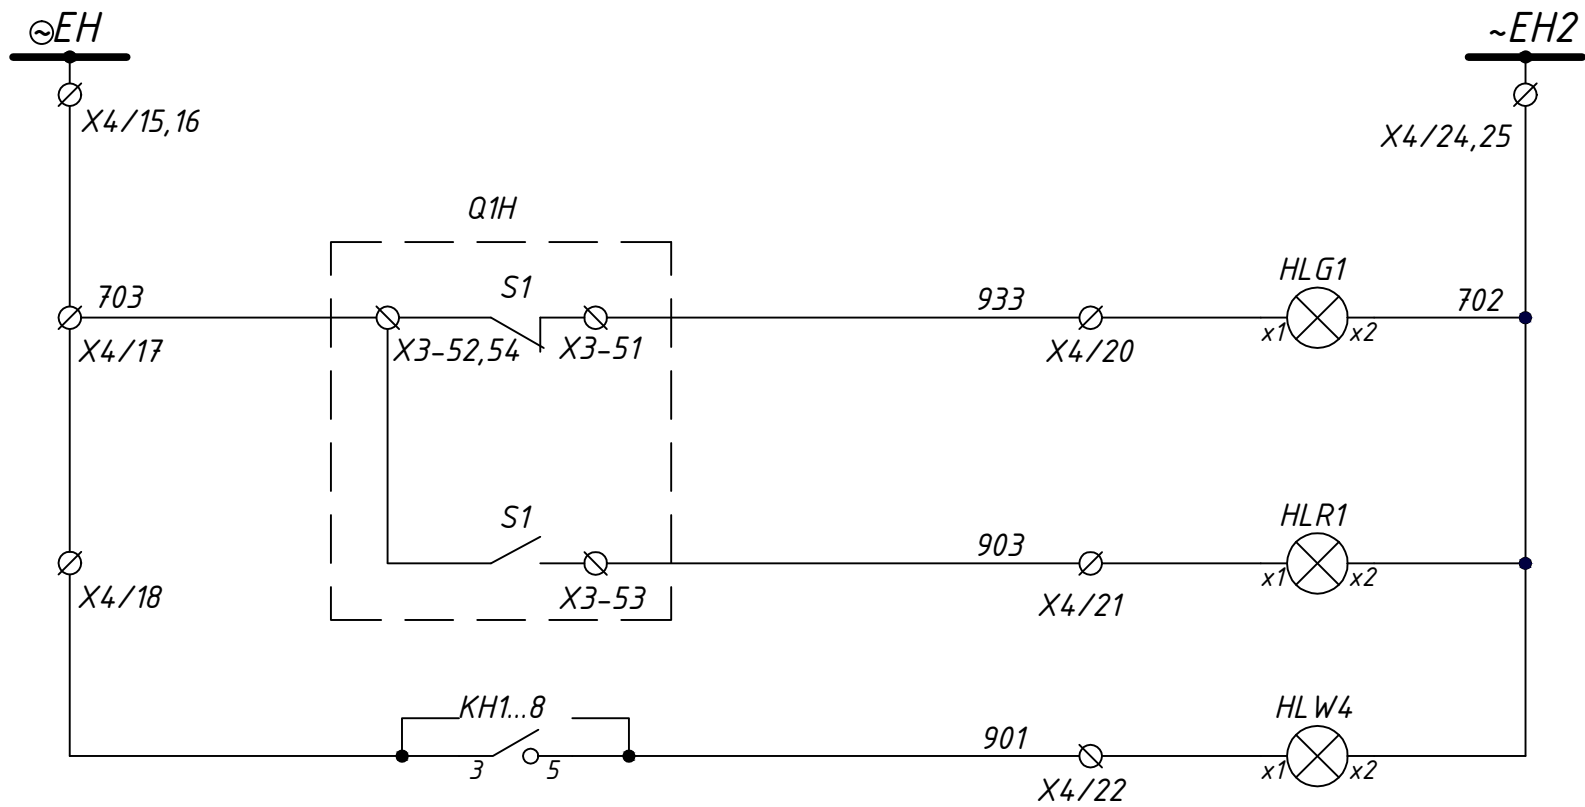 ~EH ~EH2
X4/15,16
X4/24,25
Q1H
703 S1 933 HLG1 702
x1 x2
X4/17 X3-52,54 X3-51 X4/20
S1 903 HLR1
x1 x2
X4/18 X3-53 X4/21
KH1...8 901 HLW4
3 5 x1 x2
X4/22